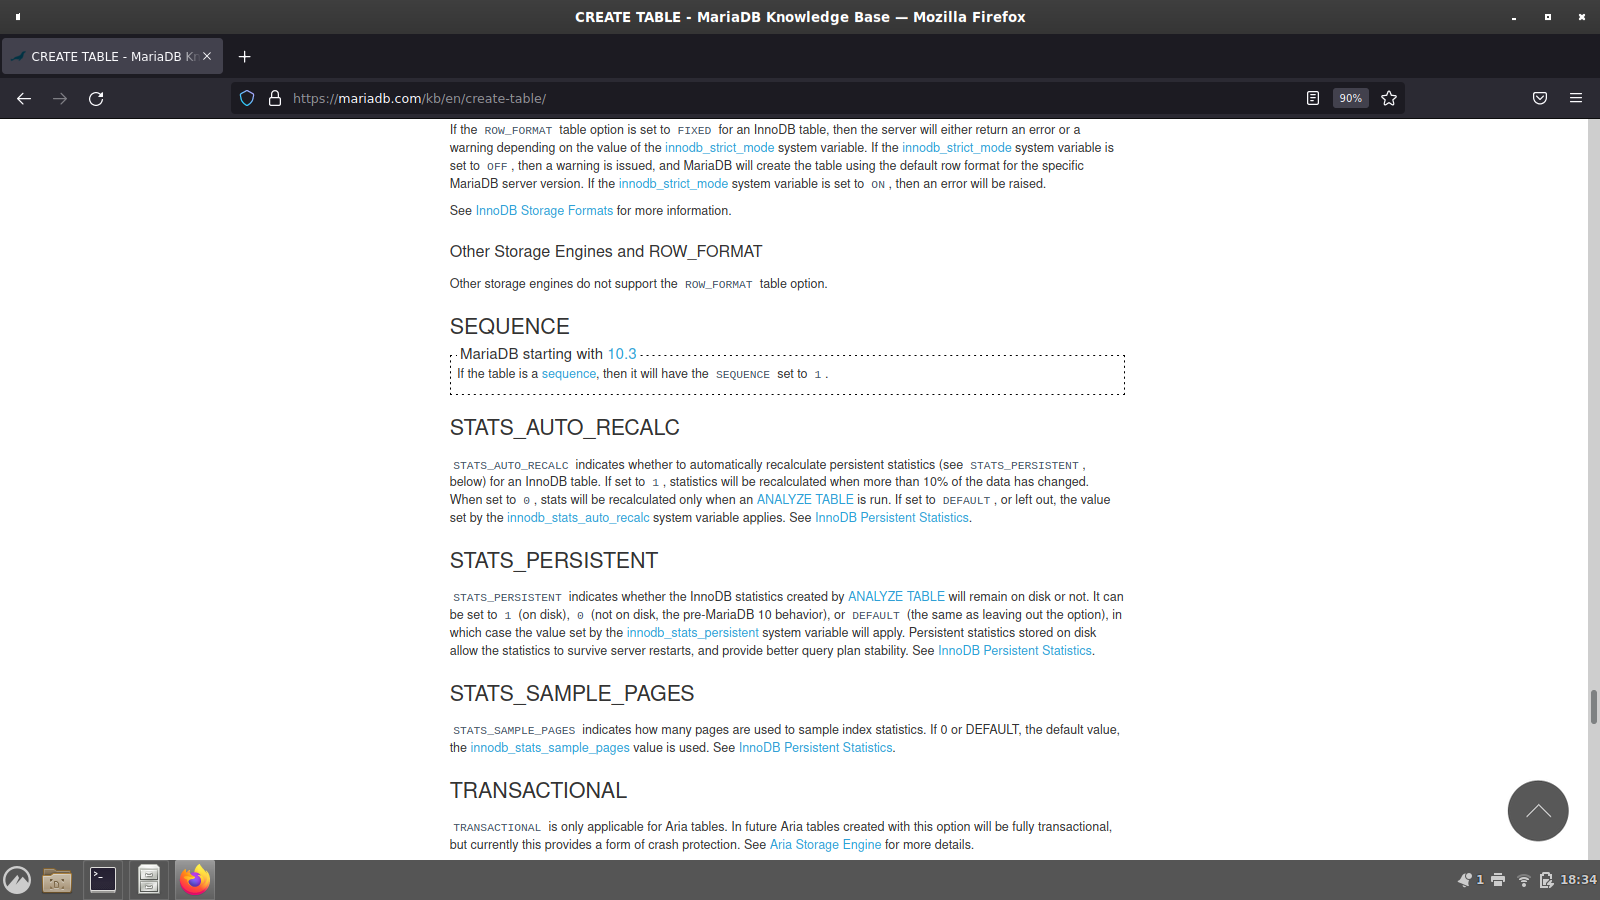 CREATE TABLE - MariaDB Knowledge Base — Mozilla Firefox
CREATE TABLE - MariaDB Kn
https://mariadb.com/kb/en/create-table/
90%
If the ROW_FORMAT table option is set to FIXED for an InnoDB table, then the server will either return an error or a
warning depending on the value of the innodb_strict_mode system variable. If the innodb_strict_mode system variable is
set to OFF , then a warning is issued, and MariaDB will create the table using the default row format for the specific
MariaDB server version. If the innodb_strict_mode system variable is set to ON , then an error will be raised.
See InnoDB Storage Formats for more information.
Other Storage Engines and ROW_FORMAT
Other storage engines do not support the ROW_FORMAT table option.
SEQUENCE
MariaDB starting with 10.3
If the table is a sequence, then it will have the SEQUENCE set to 1 .
STATS_AUTO_RECALC
STATS_AUTO_RECALC indicates whether to automatically recalculate persistent statistics (see STATS_PERSISTENT ,
below) for an InnoDB table. If set to 1 , statistics will be recalculated when more than 10% of the data has changed.
When set to 0 , stats will be recalculated only when an ANALYZE TABLE is run. If set to DEFAULT , or left out, the value
set by the innodb_stats_auto_recalc system variable applies. See InnoDB Persistent Statistics.
STATS_PERSISTENT
STATS_PERSISTENT indicates whether the InnoDB statistics created by ANALYZE TABLE will remain on disk or not. It can
be set to 1 (on disk), 0 (not on disk, the pre-MariaDB 10 behavior), or DEFAULT (the same as leaving out the option), in
which case the value set by the innodb_stats_persistent system variable will apply. Persistent statistics stored on disk
allow the statistics to survive server restarts, and provide better query plan stability. See InnoDB Persistent Statistics.
STATS_SAMPLE_PAGES
STATS_SAMPLE_PAGES indicates how many pages are used to sample index statistics. If 0 or DEFAULT, the default value,
the innodb_stats_sample_pages value is used. See InnoDB Persistent Statistics.
TRANSACTIONAL
TRANSACTIONAL is only applicable for Aria tables. In future Aria tables created with this option will be fully transactional,
but currently this provides a form of crash protection. See Aria Storage Engine for more details.
1
18:34